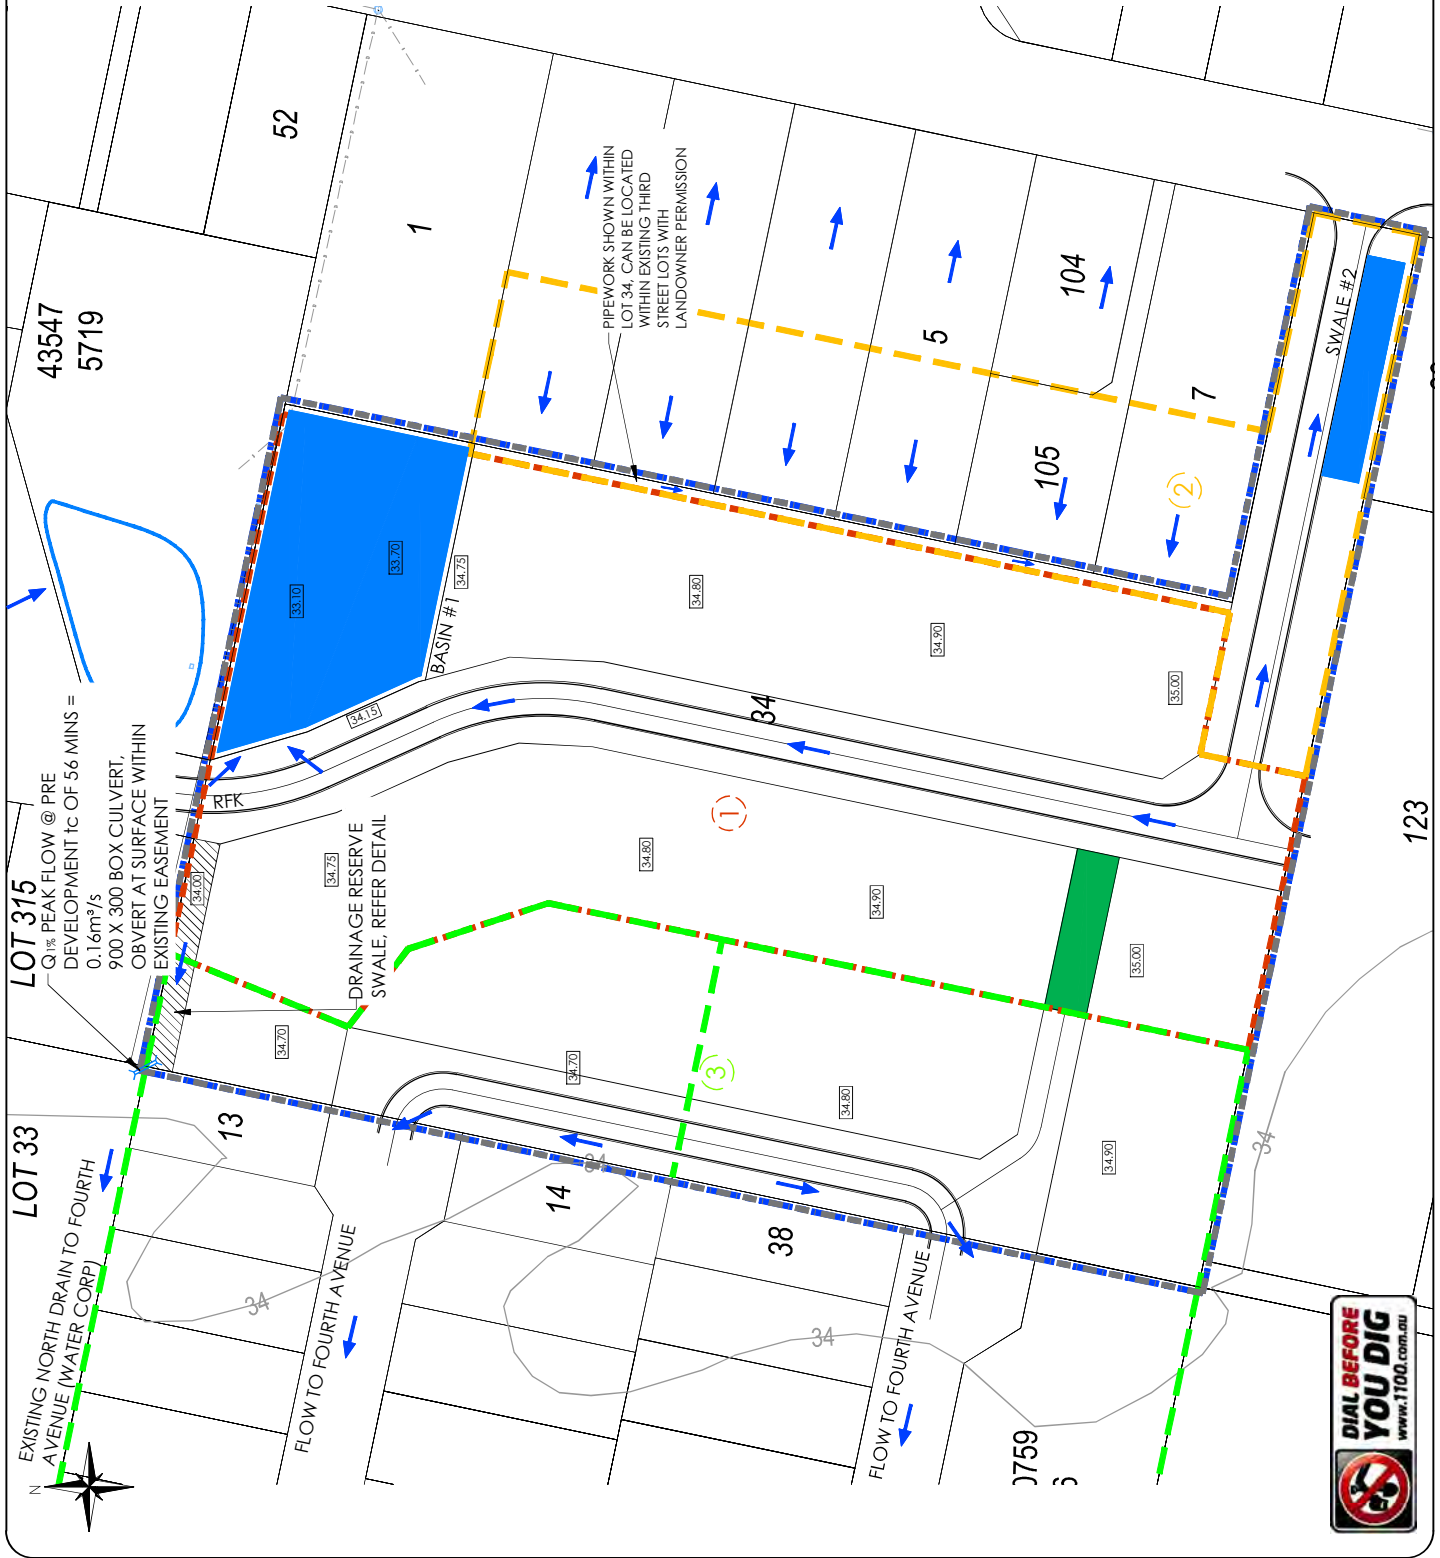 EXISTING NORTH DRAIN TO FOURTH
AVENUE (WATER CORP)
N
LOT 33
LOT 315
Q1% PEAK FLOW @ PRE
DEVELOPMENT tc OF 56 MINS =
0.16m³/s
900 X 300 BOX CULVERT,
OBVERT AT SURFACE WITHIN
EXISTING EASEMENT
43547
5719
52
1
RFK
34.00
33.10
33.70
34.15
BASIN #1
34.75
34.75
DRAINAGE RESERVE
SWALE, REFER DETAIL
34.70
13
34
FLOW TO FOURTH AVENUE
PIPEWORK SHOWN WITHIN
LOT 34, CAN BE LOCATED
WITHIN EXISTING THIRD
STREET LOTS WITH
LANDOWNER PERMISSION
34.80
34.80
34
(1)
(3)
34.70
34
14
38
34
34.80
34.90
34.90
5
104
105
7
(2)
35.00
35.00
34.90
FLOW TO FOURTH AVENUE
34
SWALE #2
123
DIAL BEFORE
YOU DIG
www.1100.com.au